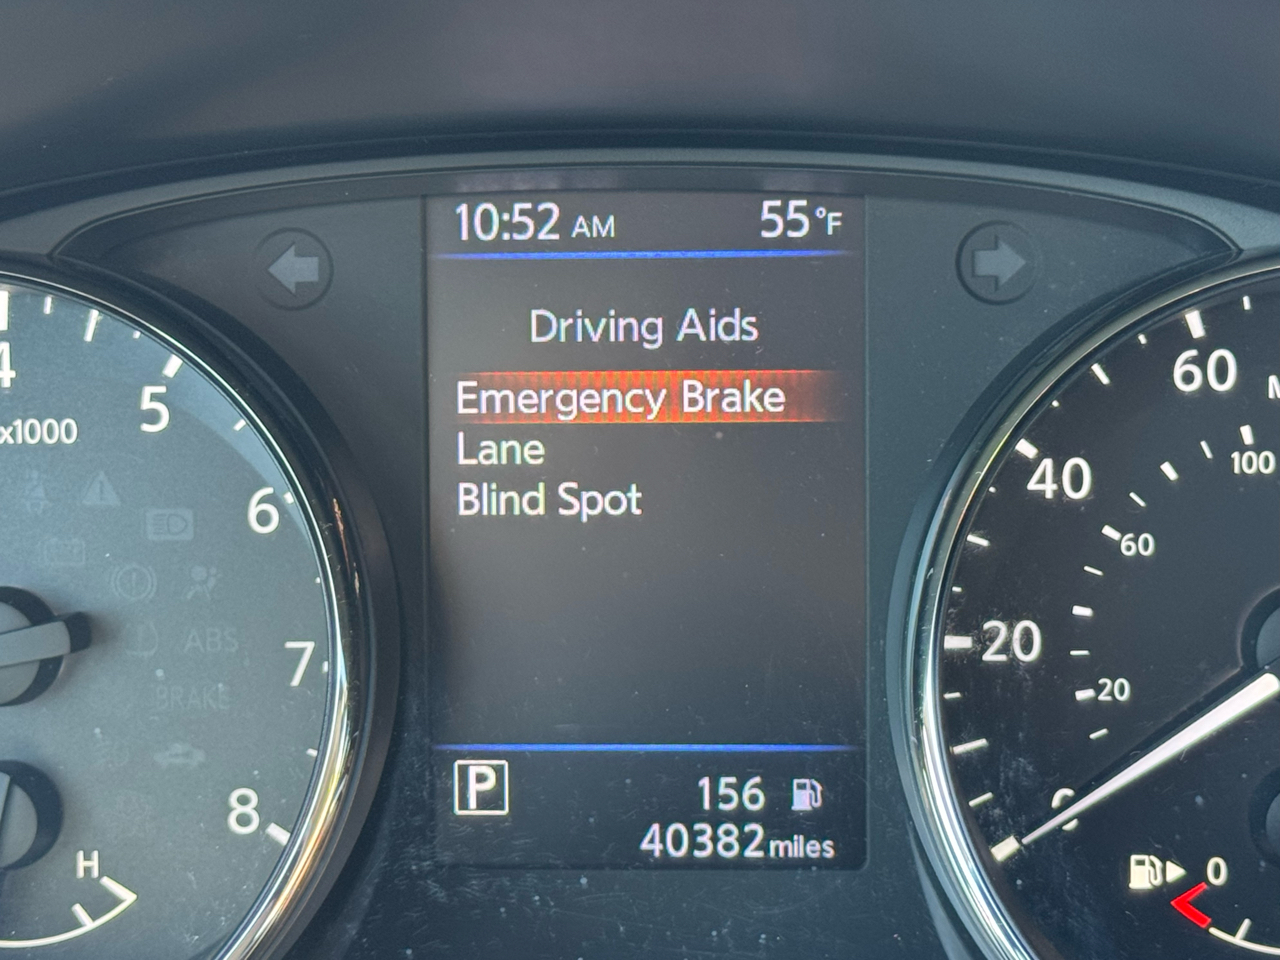 10:52 AM 55°F
Driving Aids
Emergency Brake
Lane
Blind Spot
P 156
40382 miles
4
5
x1000
6
7
8
H
ABS
BRAKE
60
40
20
100
60
20
0